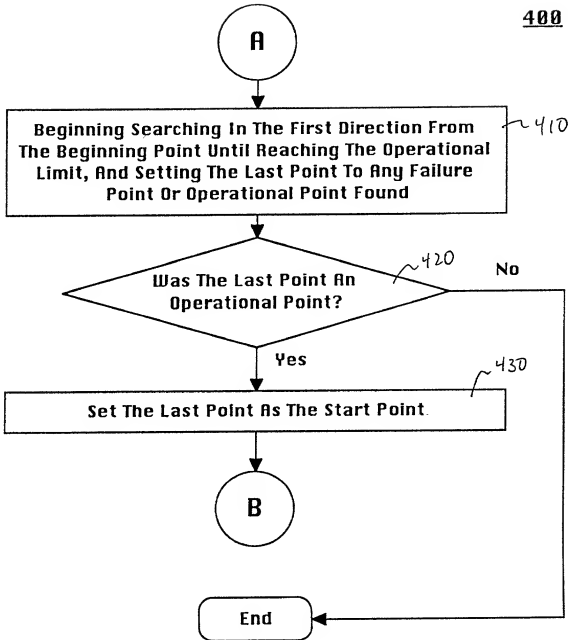 400
A
Beginning Searching In The First Direction From
The Beginning Point Until Reaching The Operational
Limit, And Setting The Last Point To Any Failure
Point Or Operational Point Found
410
Was The Last Point An
Operational Point?
420
No
Yes
430
Set The Last Point As The Start Point.
B
End